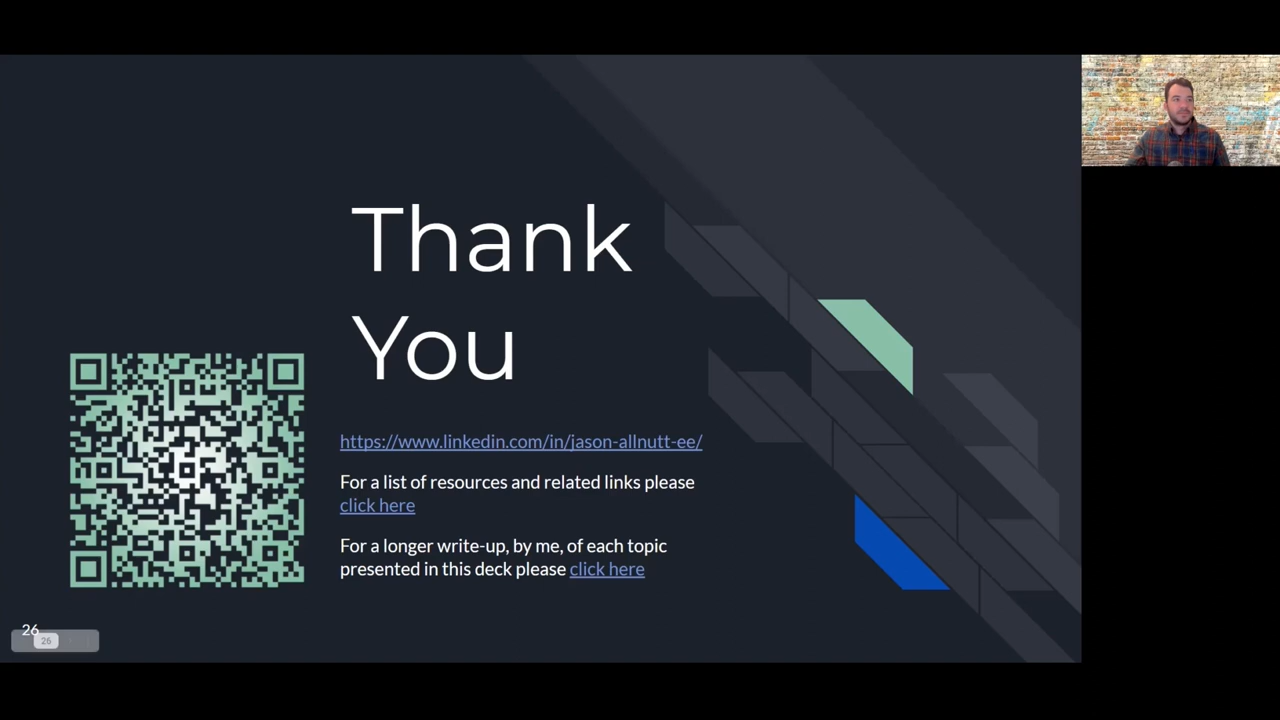 Thank
You
https://www.linkedin.com/in/jason-allnutt-ee/
For a list of resources and related links please
click here
For a longer write-up, by me, of each topic
presented in this deck please click here
26
26